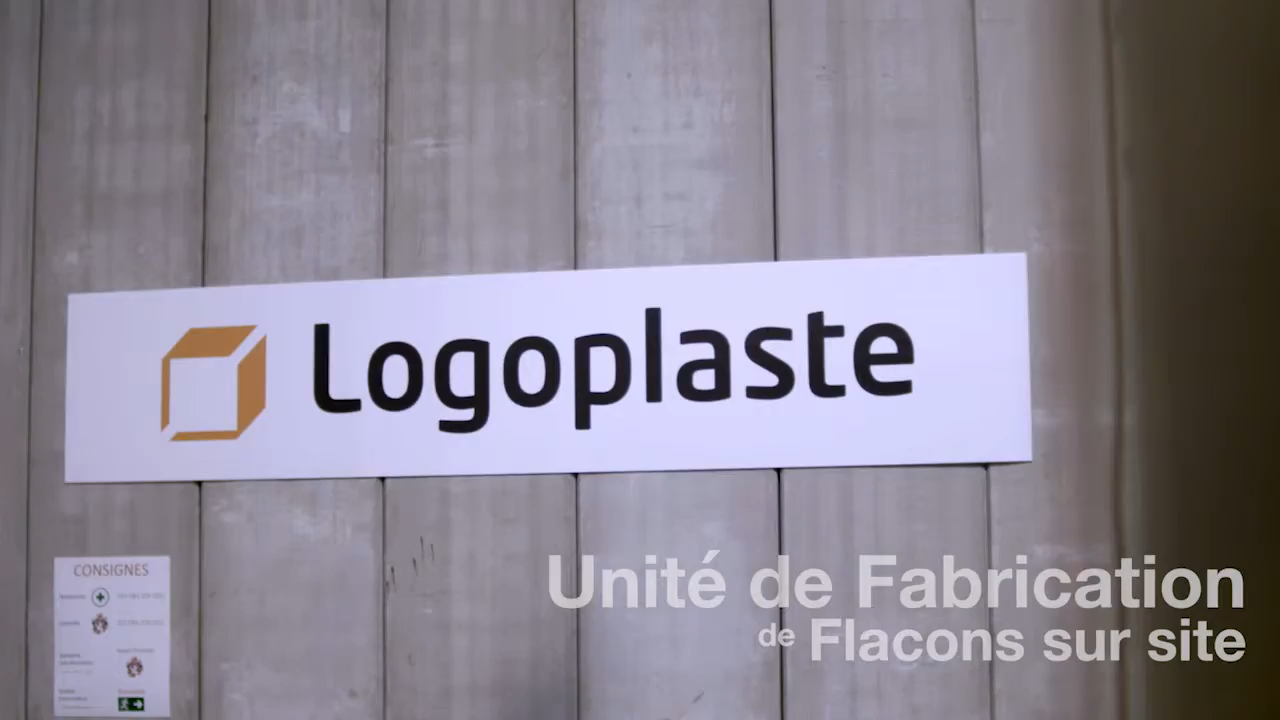 Logoplaste
CONSIGNES
Unité de Fabrication
de Flacons sur site